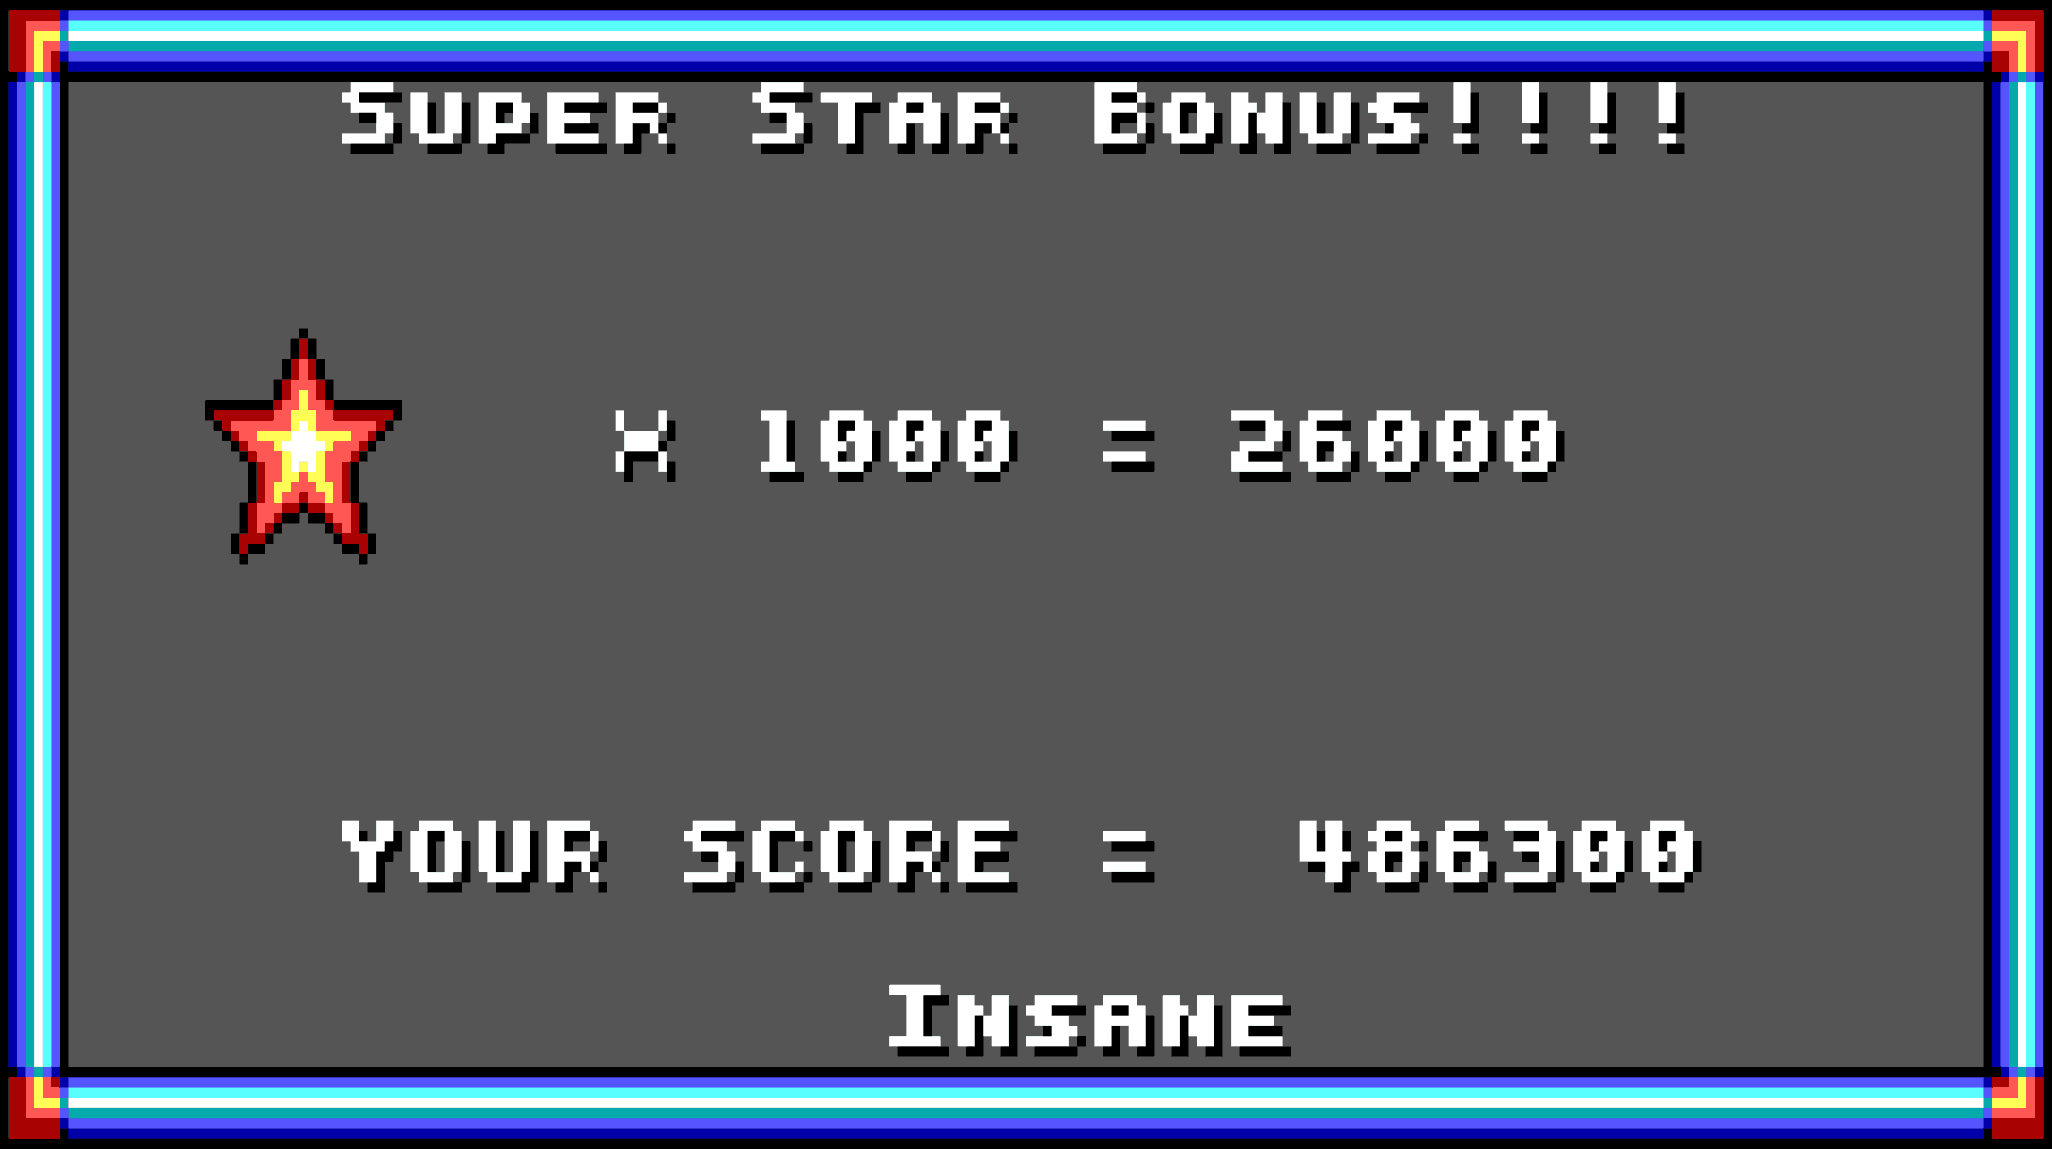 Super Star Bonus!!!!
x 1000 = 26000
YOUR SCORE = 486300
Insane